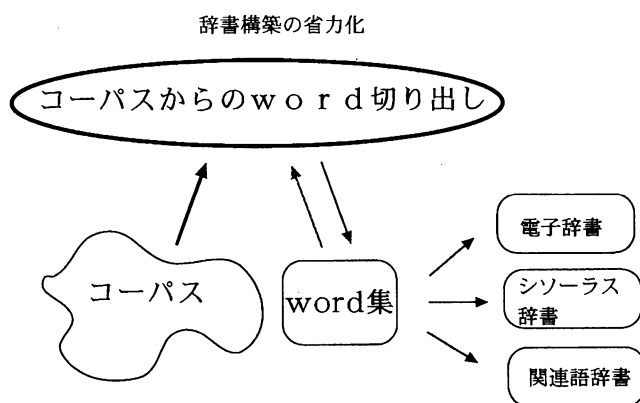 辞書構築の省力化
コーパスからのｗｏｒｄ切り出し
コーパス
word集
電子辞書
シソーラス
辞書
関連語辞書